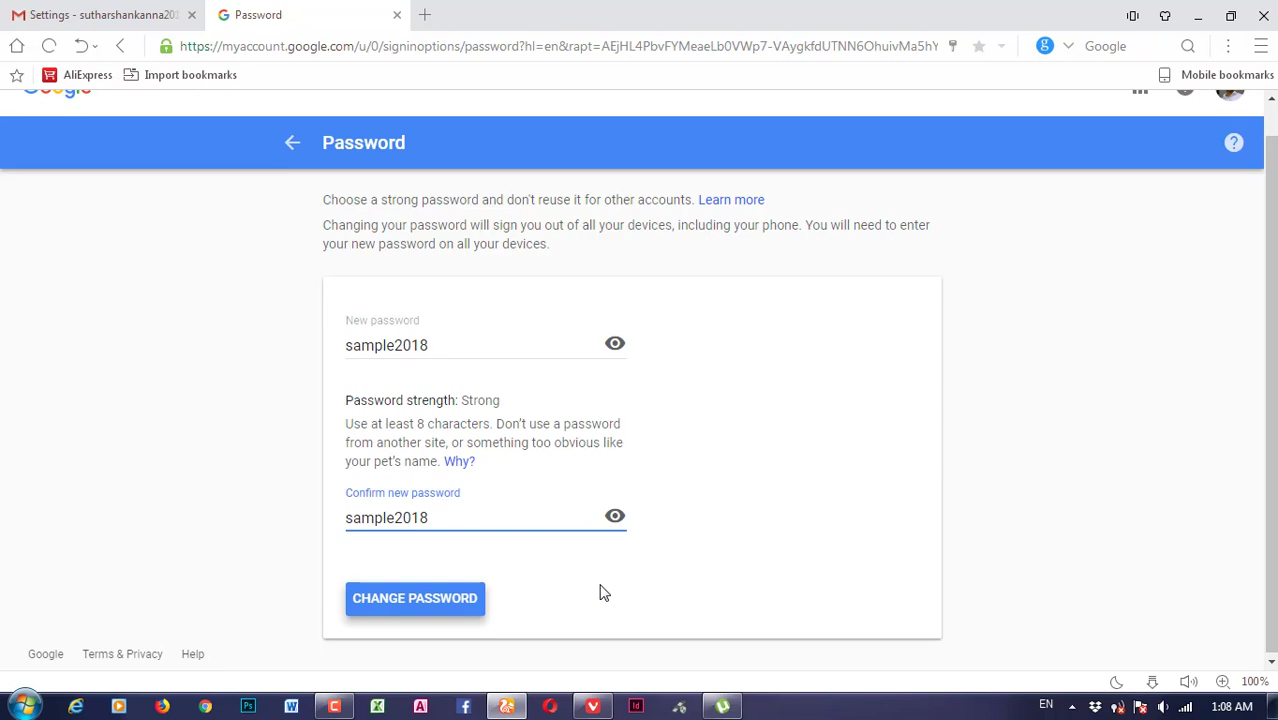 Settings - sutharshankanna201
Password
https://myaccount.google.com/u/0/signinoptions/password?hl=en&rapt=AEjHL4PbvFYMeaeLb0VWp7-VAygkfdUTNN6OhuivMa5hY
Google
AliExpress
Import bookmarks
Mobile bookmarks
Google
Password
Choose a strong password and don't reuse it for other accounts. Learn more
Changing your password will sign you out of all your devices, including your phone. You will need to enter
your new password on all your devices.
New password
sample2018
Password strength: Strong
Use at least 8 characters. Don't use a password
from another site, or something too obvious like
your pet's name. Why?
Confirm new password
sample2018
CHANGE PASSWORD
Google
Terms & Privacy
Help
100%
EN
1:08 AM